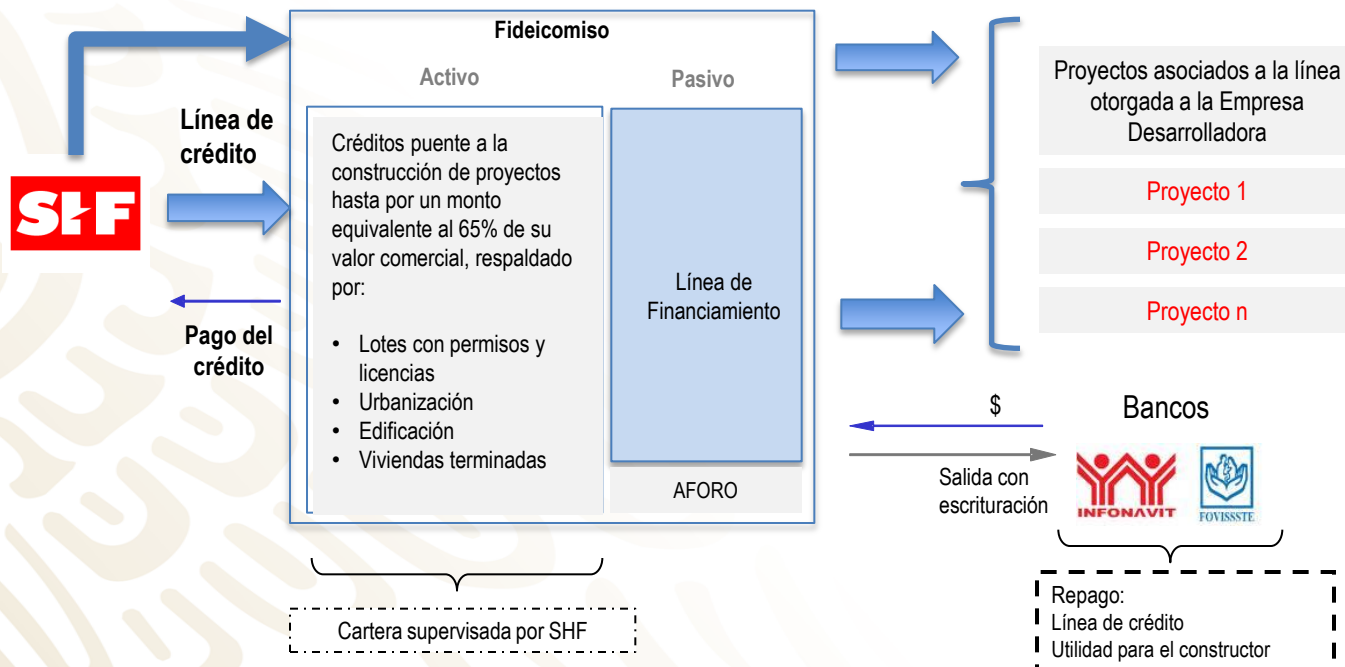 Fideicomiso
Activo
Pasivo
Línea de
crédito
SHF
Pago del
crédito
Créditos puente a la
construcción de proyectos
hasta por un monto
equivalente al 65% de su
valor comercial, respaldado
por:
• Lotes con permisos y
licencias
• Urbanización
• Edificación
• Viviendas terminadas
Línea de
Financiamiento
AFORO
Cartera supervisada por SHF
Proyectos asociados a la línea
otorgada a la Empresa
Desarrolladora
Proyecto 1
Proyecto 2
Proyecto n
$
Bancos
Salida con
escrituración
INFONAVIT
FOVISSSTE
Repago:
Línea de crédito
Utilidad para el constructor